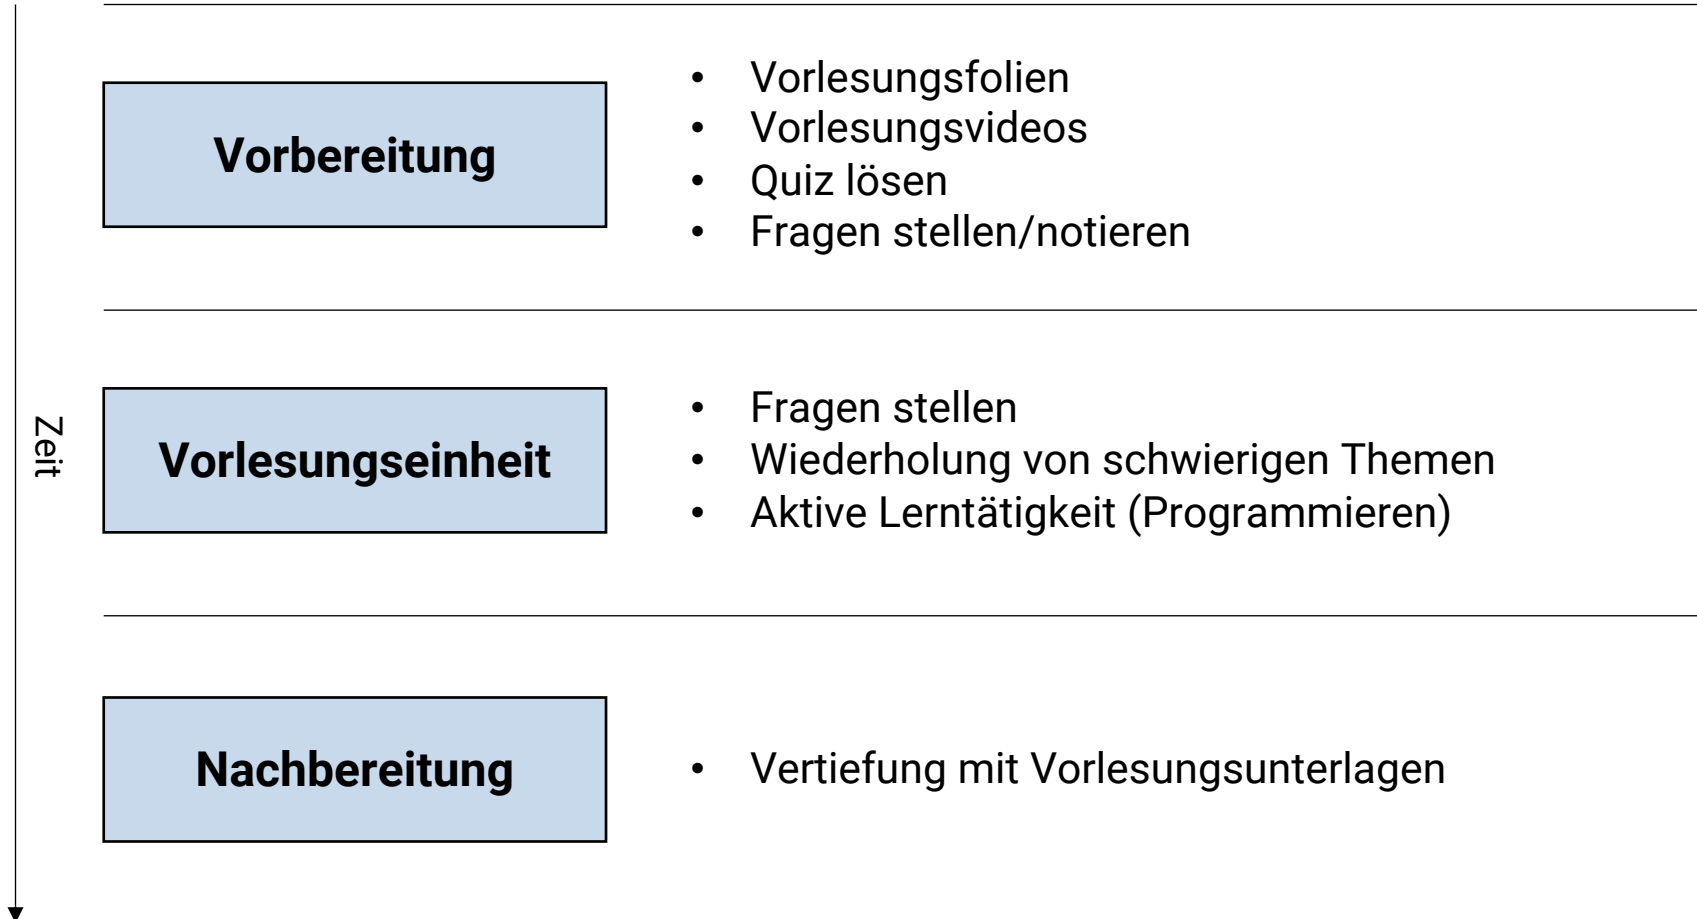 Zeit
Vorbereitung
• Vorlesungsfolien
• Vorlesungsvideos
• Quiz lösen
• Fragen stellen/notieren
Vorlesungseinheit
• Fragen stellen
• Wiederholung von schwierigen Themen
• Aktive Lerntätigkeit (Programmieren)
Nachbereitung
• Vertiefung mit Vorlesungsunterlagen